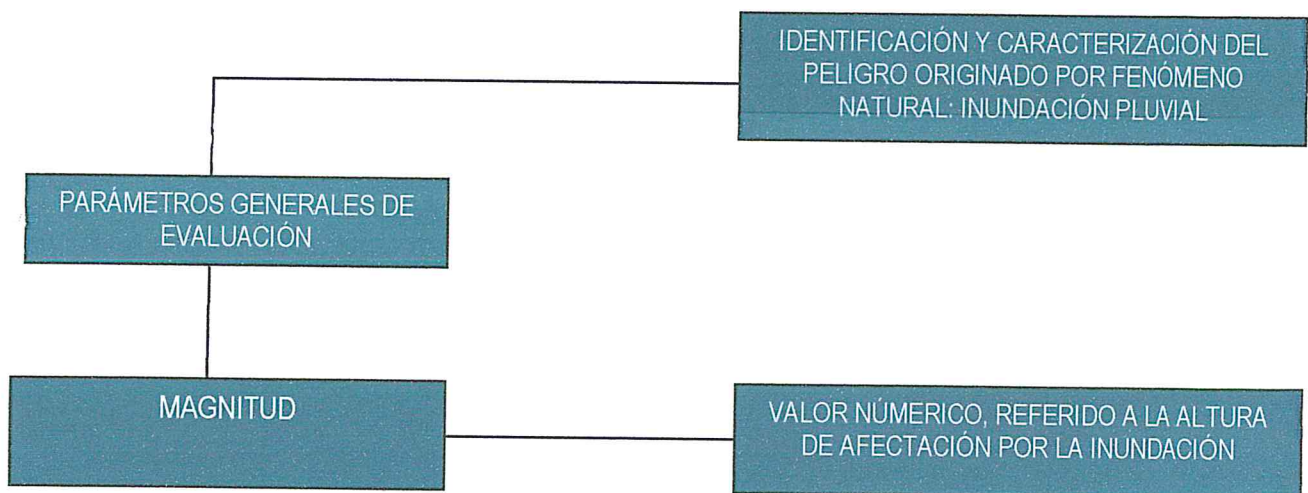 IDENTIFICACIÓN Y CARACTERIZACIÓN DEL
PELIGRO ORIGINADO POR FENÓMENO
NATURAL: INUNDACIÓN PLUVIAL
PARÁMETROS GENERALES DE
EVALUACIÓN
MAGNITUD
VALOR NÚMERICO, REFERIDO A LA ALTURA
DE AFECTACIÓN POR LA INUNDACIÓN